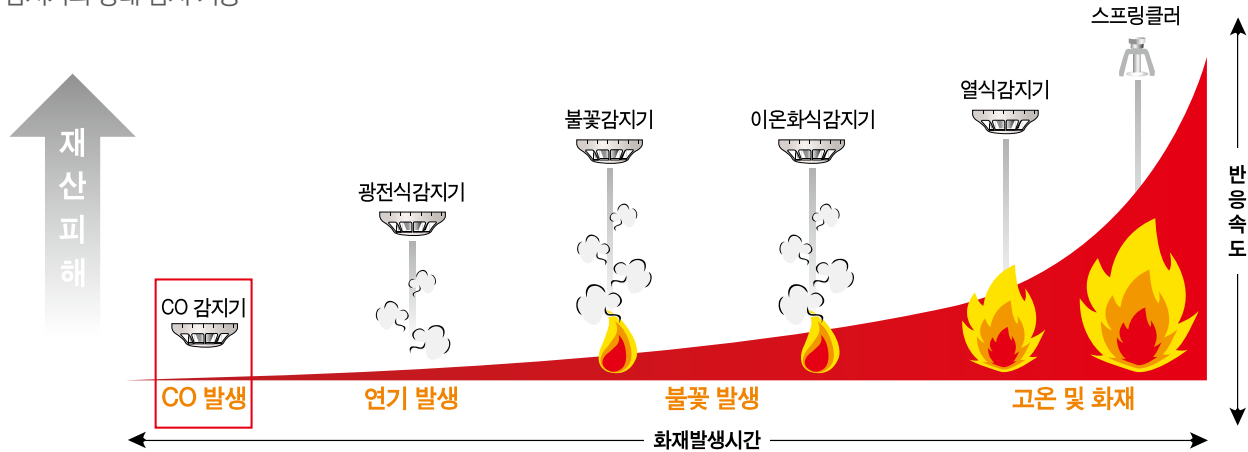 스프링클러
열식감지기
불꽃감지기
이온화식감지기
광전식감지기
CO 감지기
재산피해
반응속도
CO 발생
연기 발생
불꽃 발생
고온 및 화재
화재발생시간